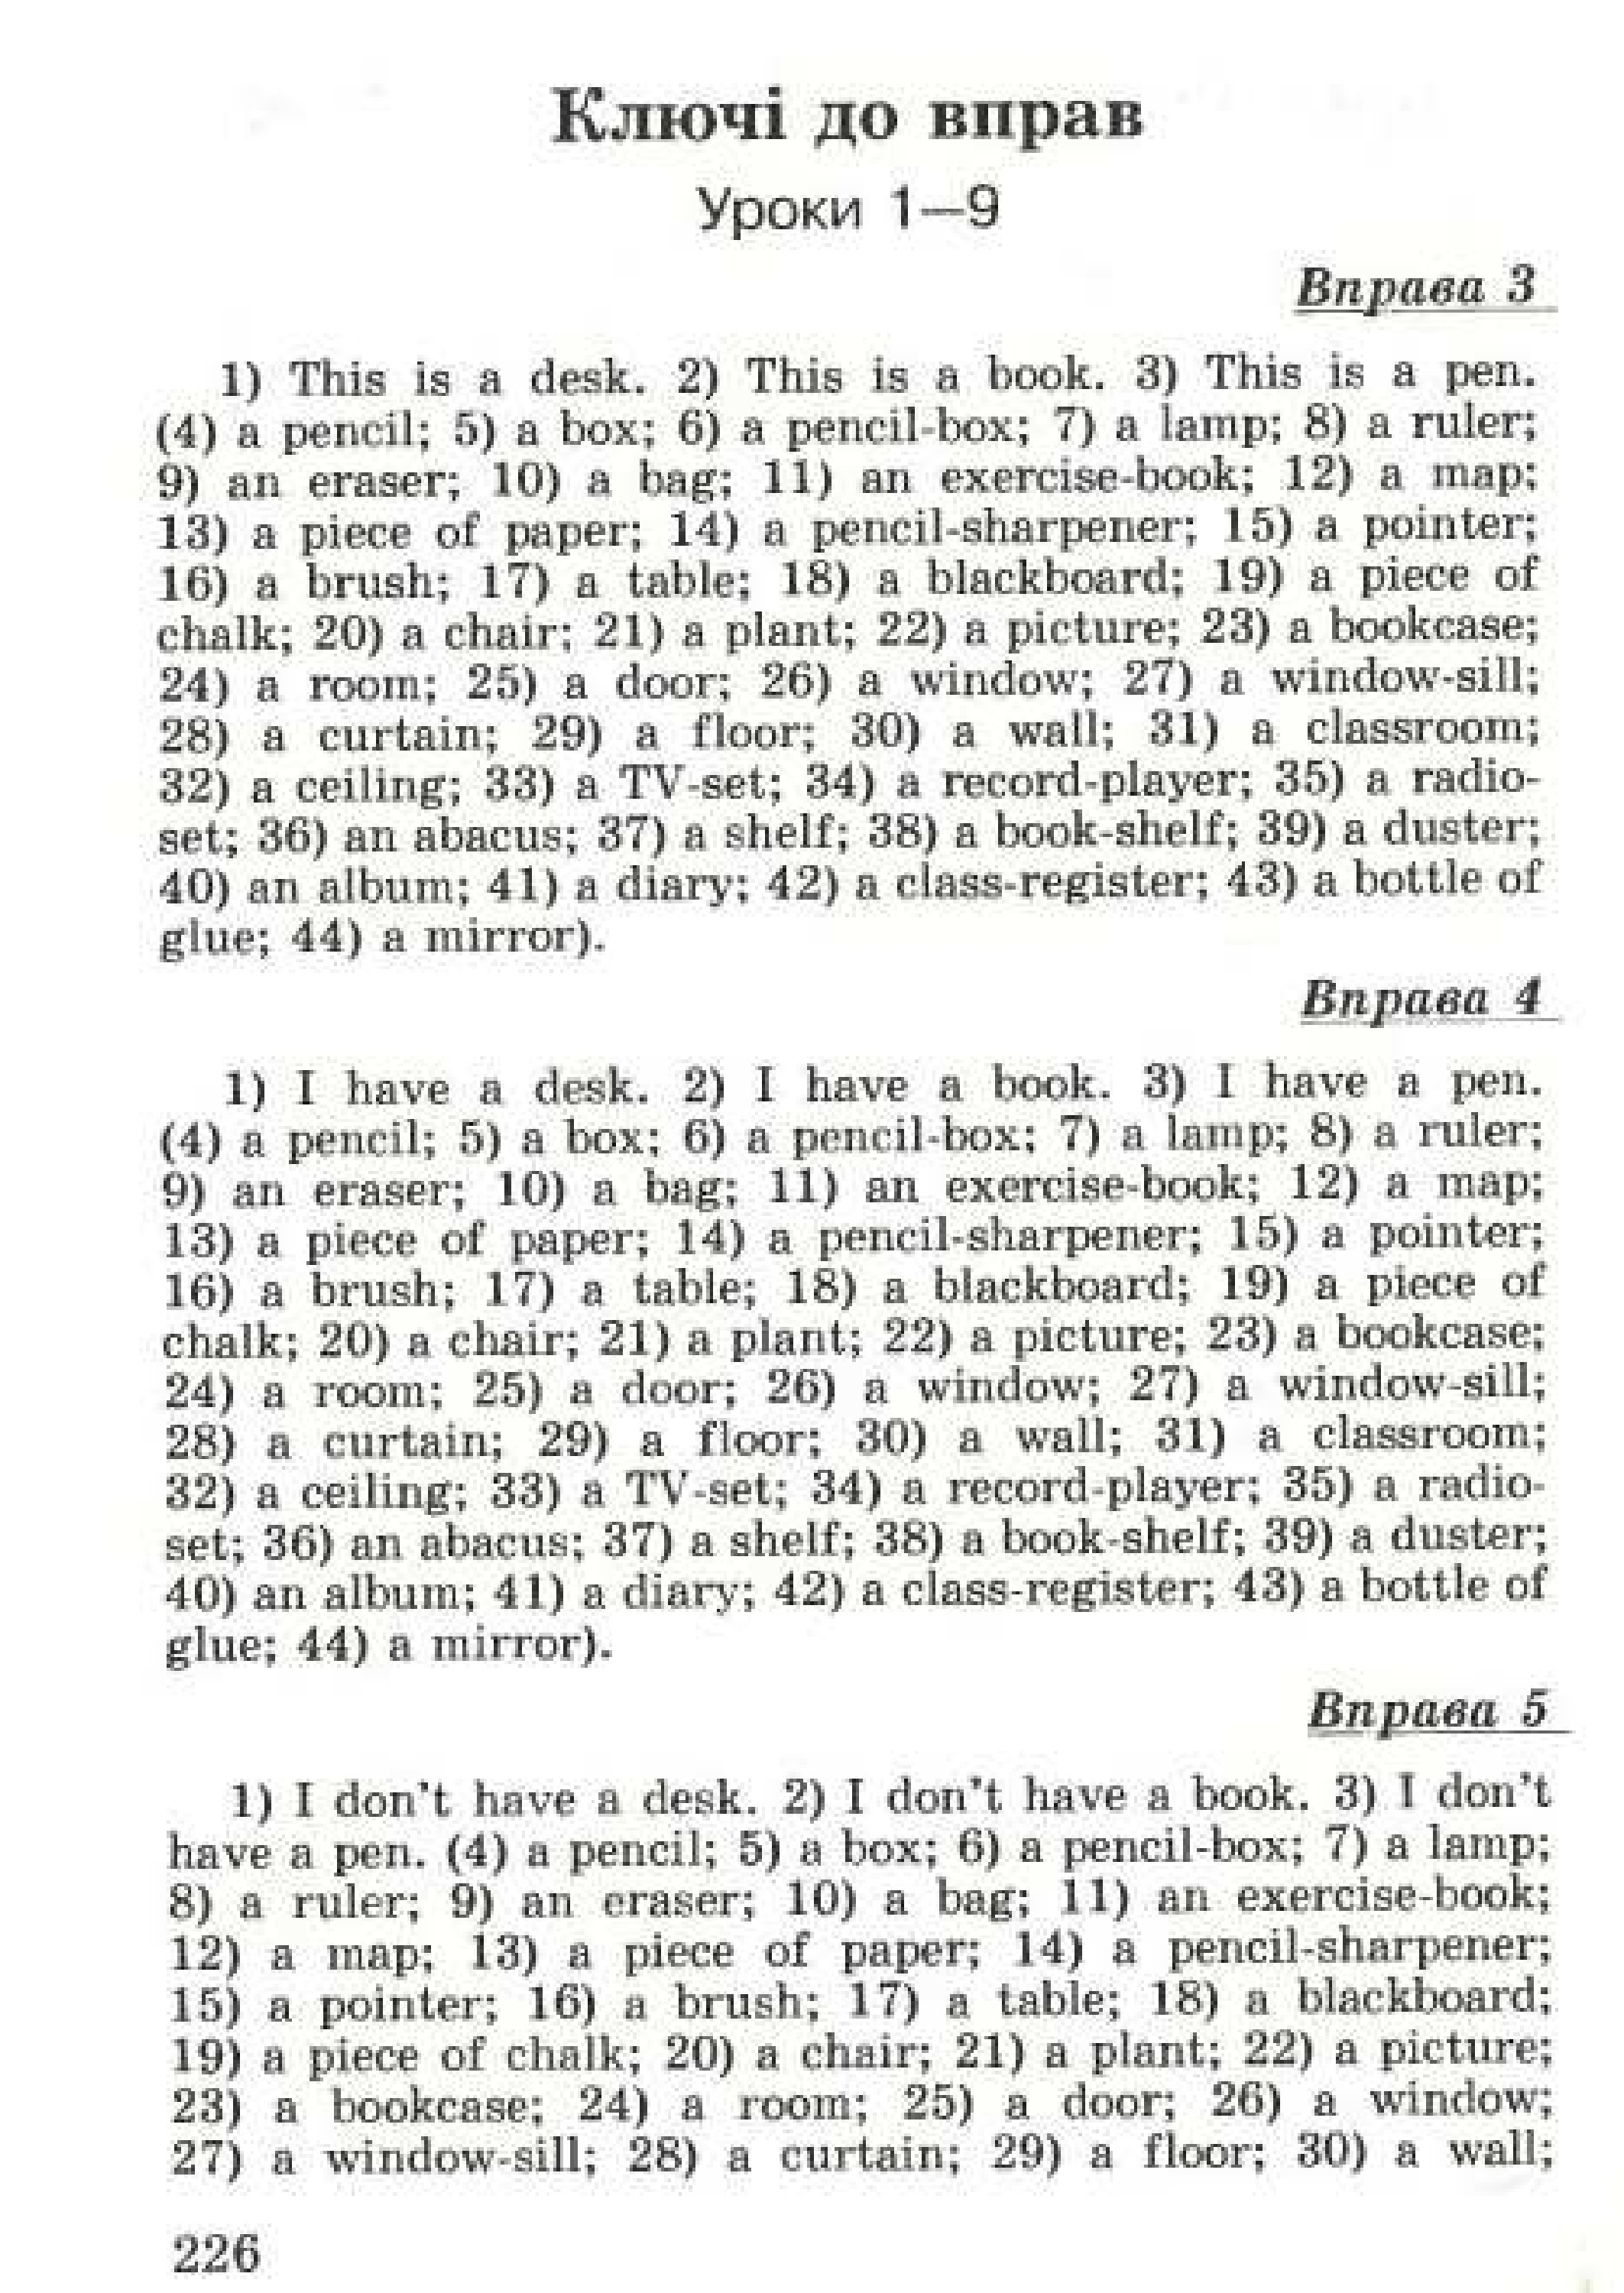 Ключі до вправ
Уроки 1—9
Вправа 3
1) This is a desk. 2) This is a book. 3) This is a pen.
(4) a pencil; 5) a box; 6) a pencil-box; 7) a lamp; 8) a ruler;
9) an eraser; 10) a bag; 11) an exercise-book; 12) a map;
13) a piece of paper; 14) a pencil-sharpener; 15) a pointer;
16) a brush; 17) a table; 18) a blackboard; 19) a piece of
chalk; 20) a chair; 21) a plant; 22) a picture; 23) a bookcase;
24) a room; 25) a door; 26) a window; 27) a window-sill;
28) a curtain; 29) a floor; 30) a wall; 31) a classroom;
32) a ceiling; 33) a TV-set; 34) a record-player; 35) a radio-
set; 36) an abacus; 37) a shelf; 38) a book-shelf; 39) a duster;
40) an album; 41) a diary; 42) a class-register; 43) a bottle of
glue; 44) a mirror).
Вправа 4
1) I have a desk. 2) I have a book. 3) I have a pen.
(4) a pencil; 5) a box; 6) a pencil-box; 7) a lamp; 8) a ruler;
9) an eraser; 10) a bag; 11) an exercise-book; 12) a map;
13) a piece of paper; 14) a pencil-sharpener; 15) a pointer;
16) a brush; 17) a table; 18) a blackboard; 19) a piece of
chalk; 20) a chair; 21) a plant; 22) a picture; 23) a bookcase;
24) a room; 25) a door; 26) a window; 27) a window-sill;
28) a curtain; 29) a floor; 30) a wall; 31) a classroom;
32) a ceiling; 33) a TV-set; 34) a record-player; 35) a radio-
set; 36) an abacus; 37) a shelf; 38) a book-shelf; 39) a duster;
40) an album; 41) a diary; 42) a class-register; 43) a bottle of
glue; 44) a mirror).
Вправа 5
1) I don't have a desk. 2) I don't have a book. 3) I don't
have a pen. (4) a pencil; 5) a box; 6) a pencil-box; 7) a lamp;
8) a ruler; 9) an eraser; 10) a bag; 11) an exercise-book;
12) a map; 13) a piece of paper; 14) a pencil-sharpener;
15) a pointer; 16) a brush; 17) a table; 18) a blackboard;
19) a piece of chalk; 20) a chair; 21) a plant; 22) a picture;
23) a bookcase; 24) a room; 25) a door; 26) a window;
27) a window-sill; 28) a curtain; 29) a floor; 30) a wall;
226